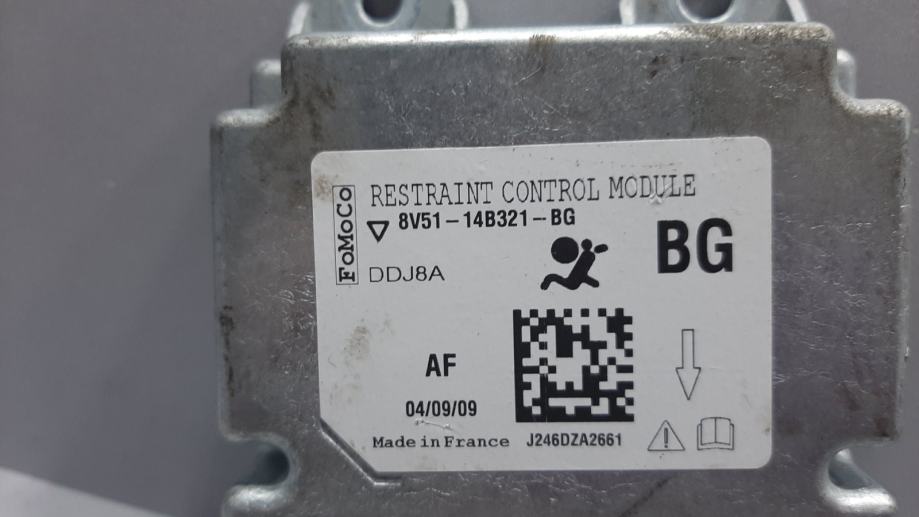 FoMoCo
RESTRAINT CONTROL MODULE
8V51-14B321-BG
BG
DDJ8A
AF
04/09/09
Made in France
J246DZA2661